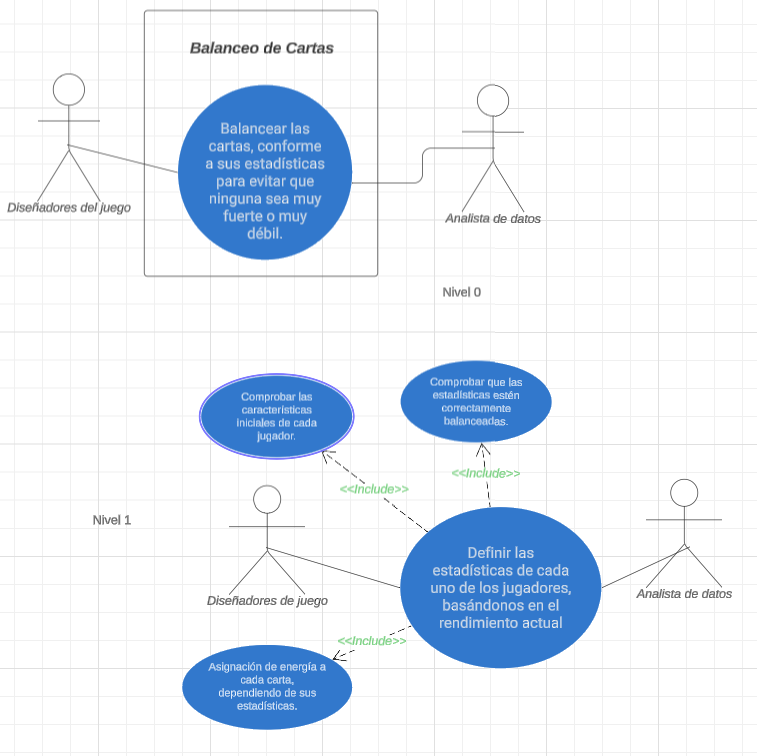 Balanceo de Cartas
Balancear las
cartas, conforme
a sus estadísticas
para evitar que
ninguna sea muy
fuerte o muy
débil.
Diseñadores del juego
Analista de datos
Nivel 0
Comprobar las
características
iniciales de cada
jugador.
Comprobar que las
estadísticas estén
correctamente
balanceadas.
<<Include>>
<<Include>>
Nivel 1
Definir las
estadísticas de cada
uno de los jugadores,
basándonos en el
rendimiento actual
Diseñadores de juego
Analista de datos
<<Include>>
Asignación de energía a
cada carta,
dependiendo de sus
estadísticas.